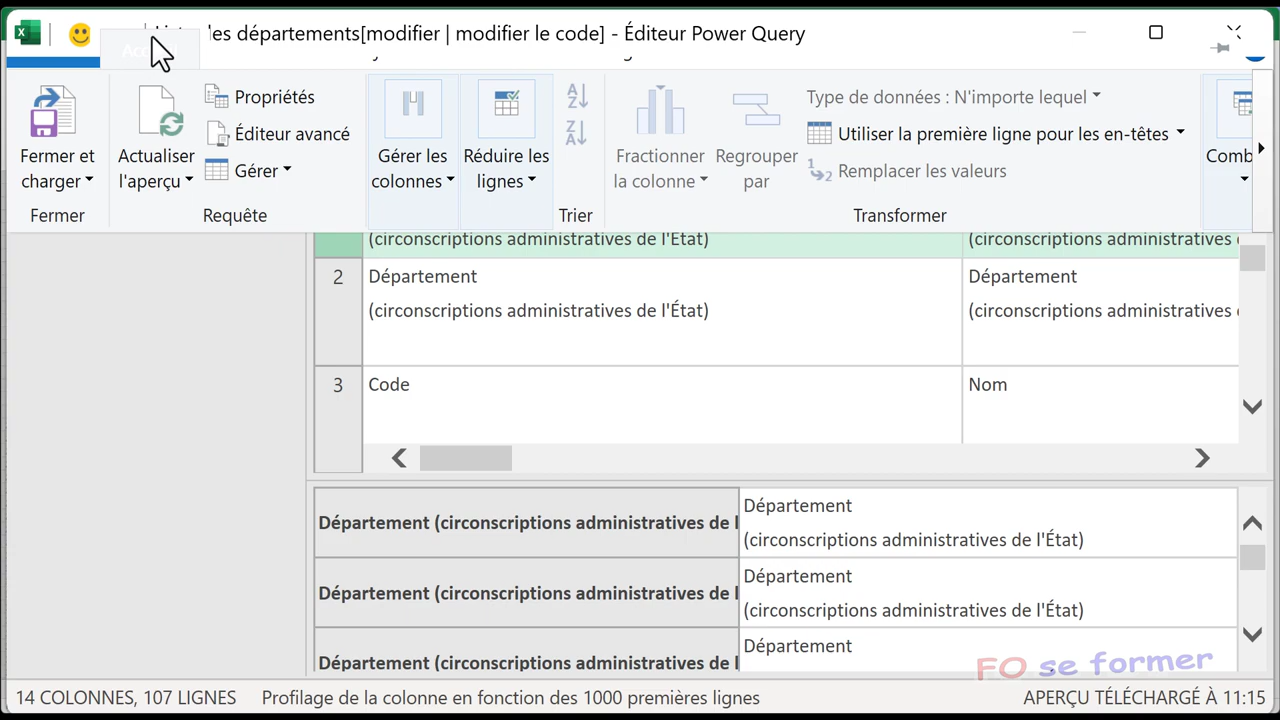 des départements[modifier | modifier le code] - Éditeur Power Query
Fermer et
charger
Actualiser
l'aperçu
Propriétés
Éditeur avancé
Gérer
Gérer les
colonnes
Réduire les
lignes
A
Z
Z
A
Fractionner
la colonne
Regrouper
par
Type de données : N'importe lequel
Utiliser la première ligne pour les en-têtes
1
2
Remplacer les valeurs
Comb
Fermer
Requête
Trier
Transformer
(circonscriptions administratives de l'État)
(circonscriptions administratives
2
Département
(circonscriptions administratives de l'État)
Département
(circonscriptions administratives
3
Code
Nom
Département (circonscriptions administratives de l
Département
(circonscriptions administratives de l'État)
Département (circonscriptions administratives de l
Département
(circonscriptions administratives de l'État)
Département (circonscriptions administratives de l
Département
FO se former
14 COLONNES, 107 LIGNES
Profilage de la colonne en fonction des 1000 premières lignes
APERÇU TÉLÉCHARGÉ À 11:15